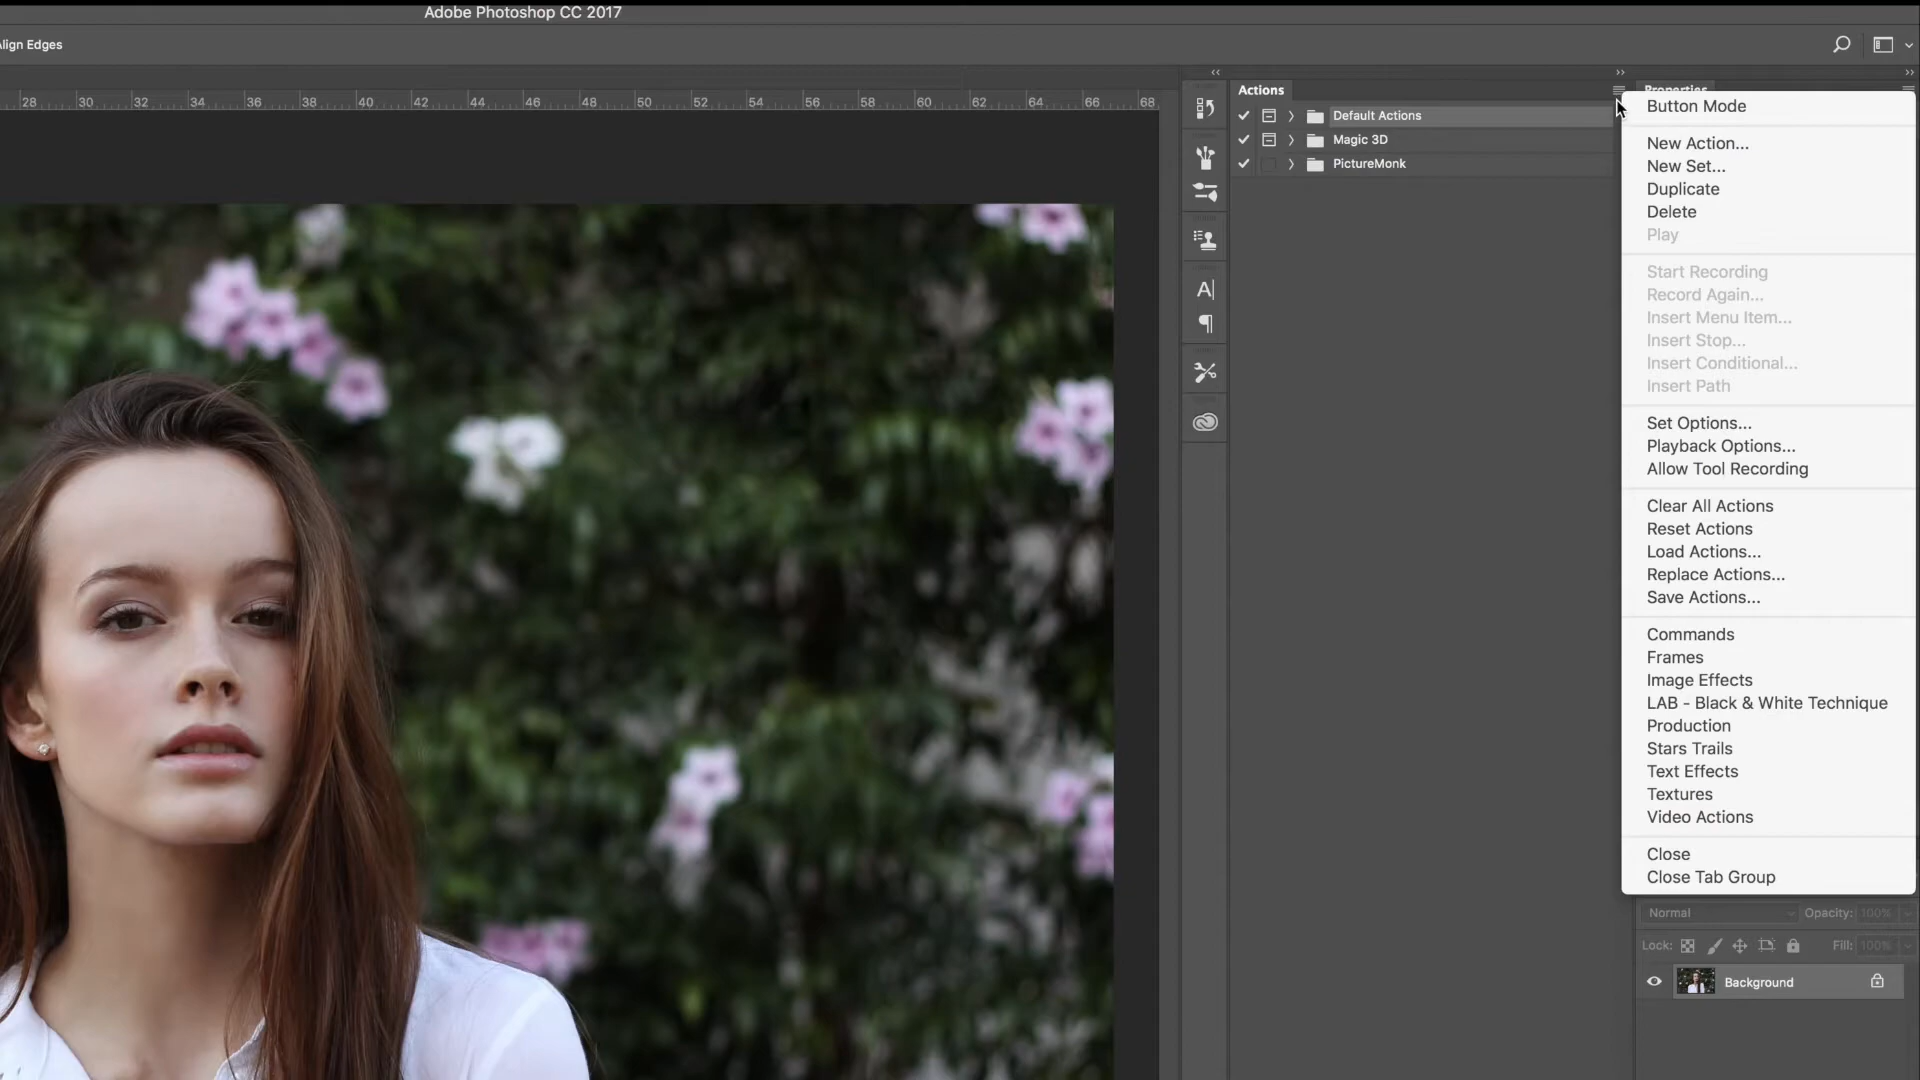 Adobe Photoshop CC 2017
Align Edges
28 30 32 34 36 38 40 42 44 46 48 50 52 54 56 58 60 62 64 66 68
Actions
Properties
Default Actions
Magic 3D
PictureMonk
Button Mode
New Action...
New Set...
Duplicate
Delete
Play
Start Recording
Record Again...
Insert Menu Item...
Insert Stop...
Insert Conditional...
Insert Path
Set Options...
Playback Options...
Allow Tool Recording
Clear All Actions
Reset Actions
Load Actions...
Replace Actions...
Save Actions...
Commands
Frames
Image Effects
LAB - Black & White Technique
Production
Stars Trails
Text Effects
Textures
Video Actions
Close
Close Tab Group
Normal Opacity: 100%
Lock: Fill: 100%
Background